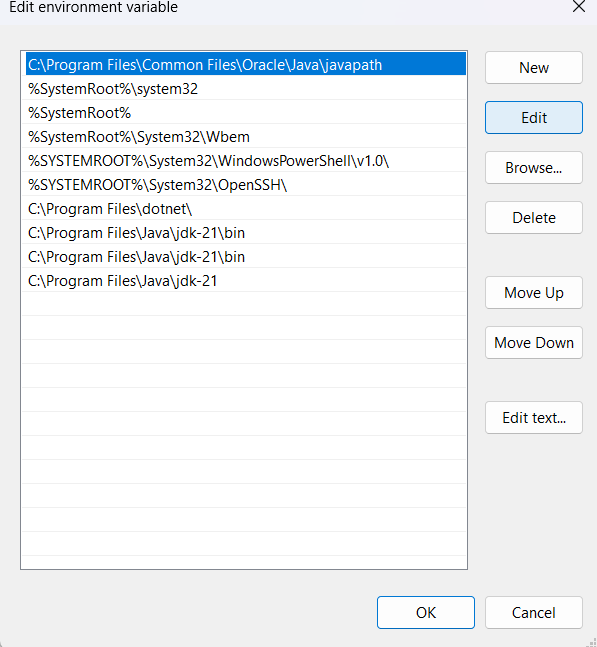 Edit environment variable
C:\Program Files\Common Files\Oracle\Java\javapath
New
%SystemRoot%\system32
%SystemRoot%
Edit
%SystemRoot%\System32\Wbem
%SYSTEMROOT%\System32\WindowsPowerShell\v1.0\
Browse...
%SYSTEMROOT%\System32\OpenSSH\
C:\Program Files\dotnet\
Delete
C:\Program Files\Java\jdk-21\bin
C:\Program Files\Java\jdk-21\bin
C:\Program Files\Java\jdk-21
Move Up
Move Down
Edit text...
OK
Cancel